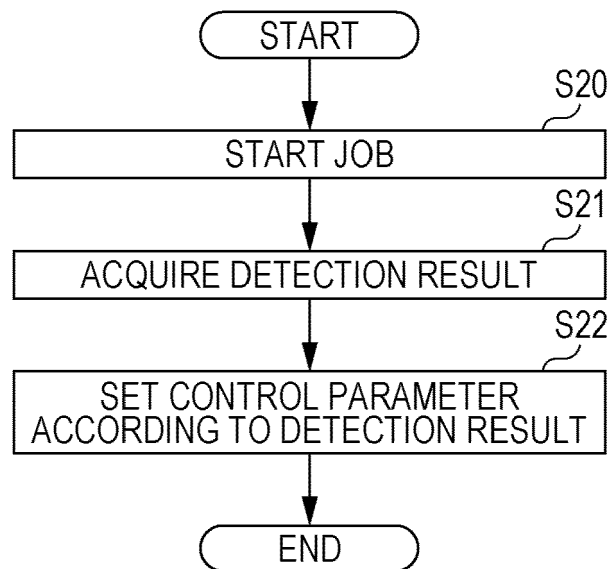 START
S20
START JOB
S21
ACQUIRE DETECTION RESULT
S22
SET CONTROL PARAMETER
ACCORDING TO DETECTION RESULT
END